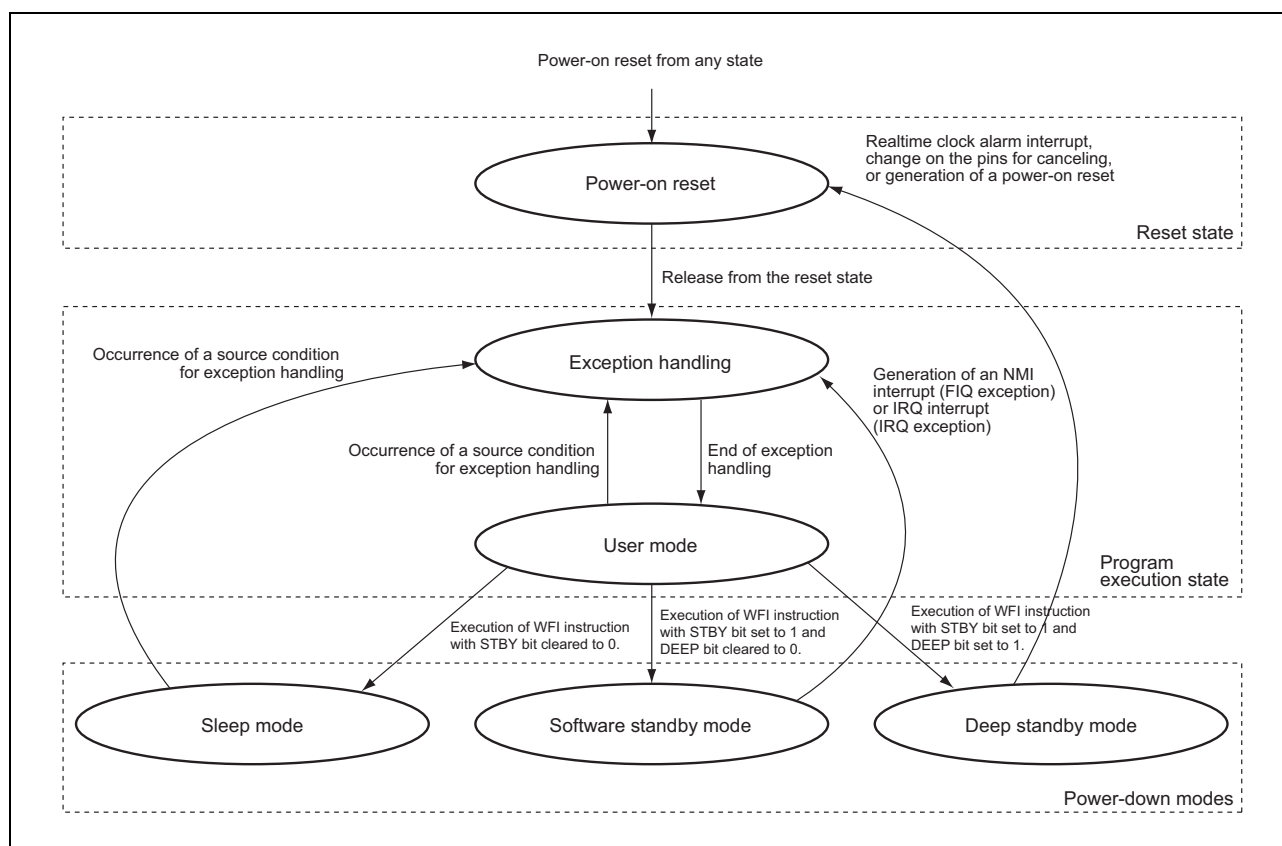 Power-on reset from any state
Realtime clock alarm interrupt,
change on the pins for canceling,
or generation of a power-on reset
Power-on reset
Reset state
Release from the reset state
Occurrence of a source condition
for exception handling
Exception handling
Generation of an NMI
interrupt (FIQ exception)
or IRQ interrupt
(IRQ exception)
Occurrence of a source condition
for exception handling
End of exception
handling
User mode
Program
execution state
Execution of WFI instruction
with STBY bit cleared to 0.
Execution of WFI instruction
with STBY bit set to 1 and
DEEP bit cleared to 0.
Execution of WFI instruction
with STBY bit set to 1 and
DEEP bit set to 1.
Sleep mode
Software standby mode
Deep standby mode
Power-down modes